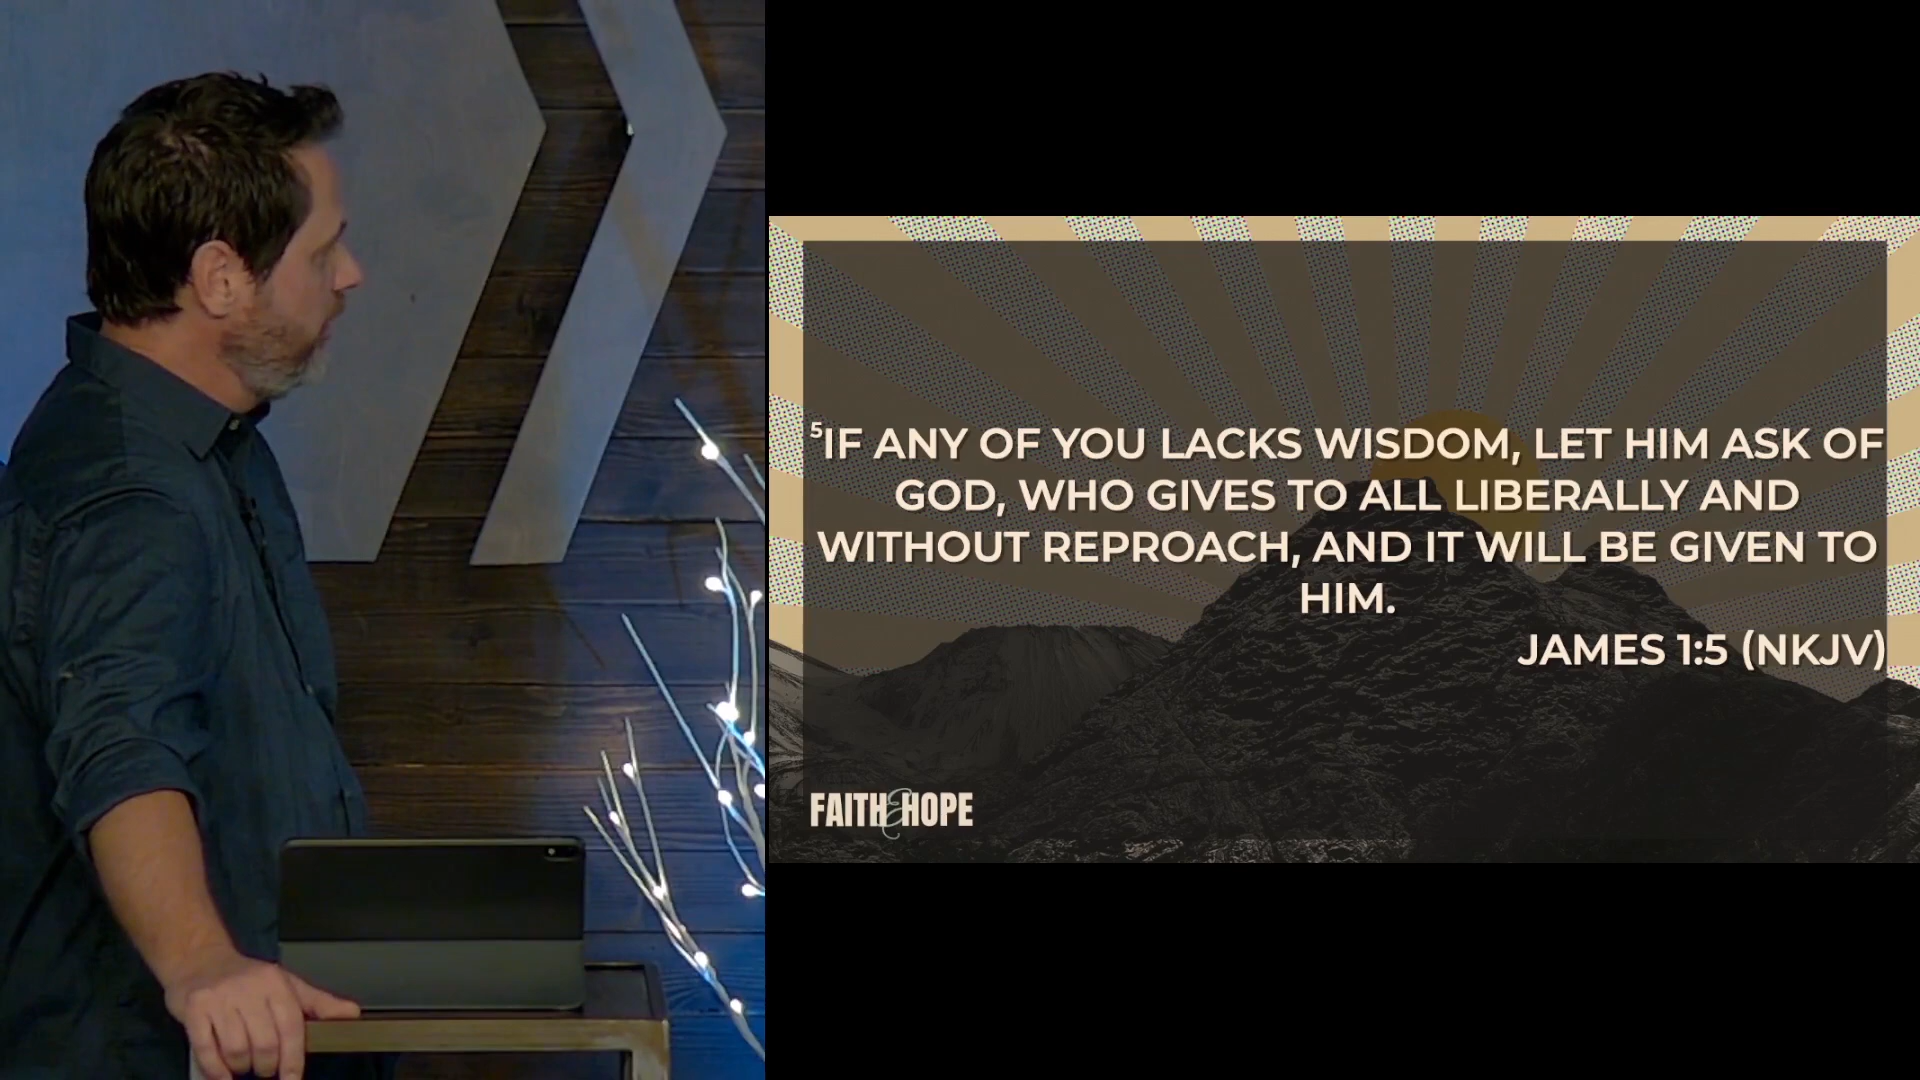 ⁵IF ANY OF YOU LACKS WISDOM, LET HIM ASK OF
GOD, WHO GIVES TO ALL LIBERALLY AND
WITHOUT REPROACH, AND IT WILL BE GIVEN TO
HIM.
JAMES 1:5 (NKJV)
FAITH & HOPE